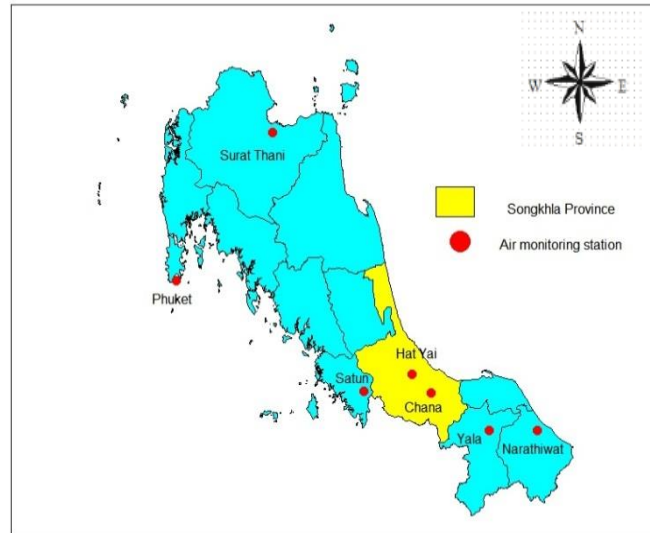 N
W E
S
Surat Thani
Songkhla Province
Air monitoring station
Phuket
Hat Yai
Satun
Chana
Yala
Narathiwat